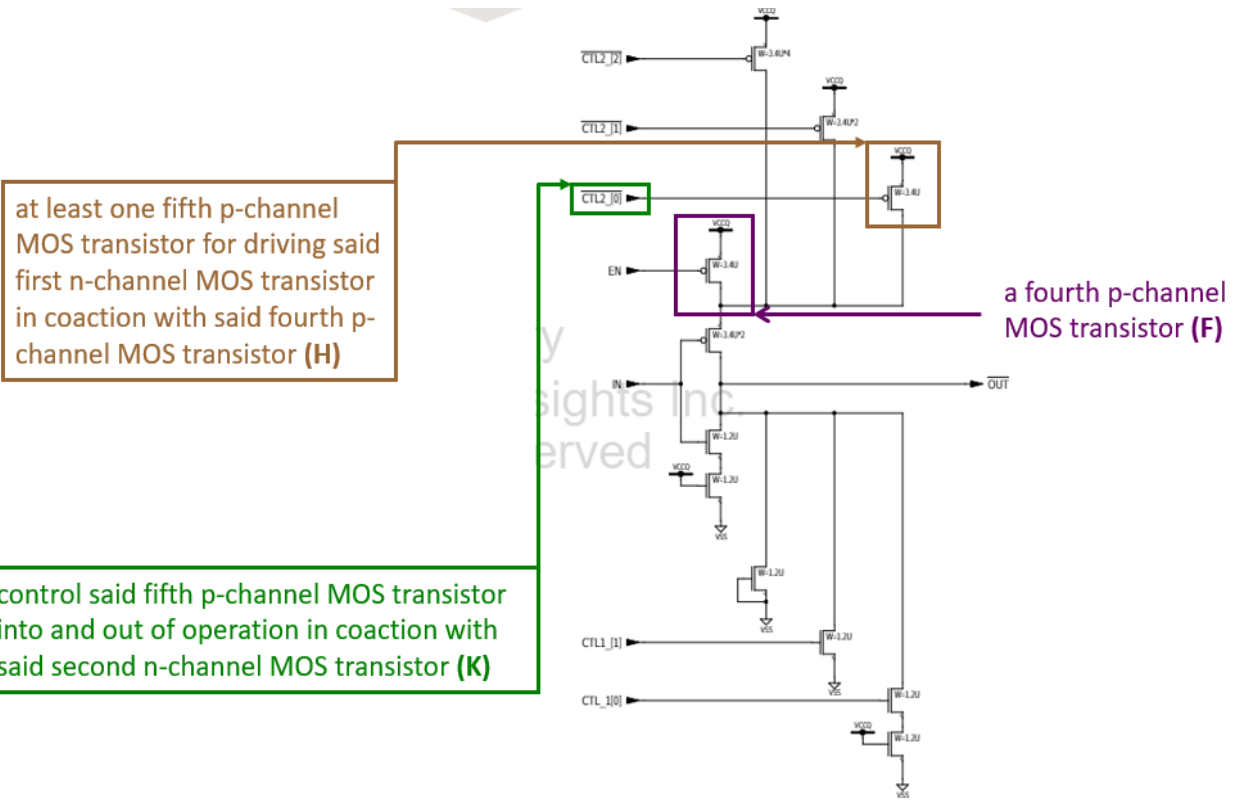 VCCQ
W=3.4U*4
CTL2_[2]
VCCQ
W=3.4U*2
CTL2_[1]
VCCQ
W=3.4U
CTL2_[0]
at least one fifth p-channel
MOS transistor for driving said
first n-channel MOS transistor
in coaction with said fourth p-
channel MOS transistor (H)
VCCQ
W=3.4U
EN
a fourth p-channel
MOS transistor (F)
W=3.4U*2
y
IN
OUT
sights Inc.
erved
W=1.2U
VCCQ
W=1.2U
VSS
W=1.2U
VSS
control said fifth p-channel MOS transistor
into and out of operation in coaction with
said second n-channel MOS transistor (K)
CTL1_[1]
W=1.2U
VSS
CTL_1[0]
W=1.2U
VCCQ
W=1.2U
VSS